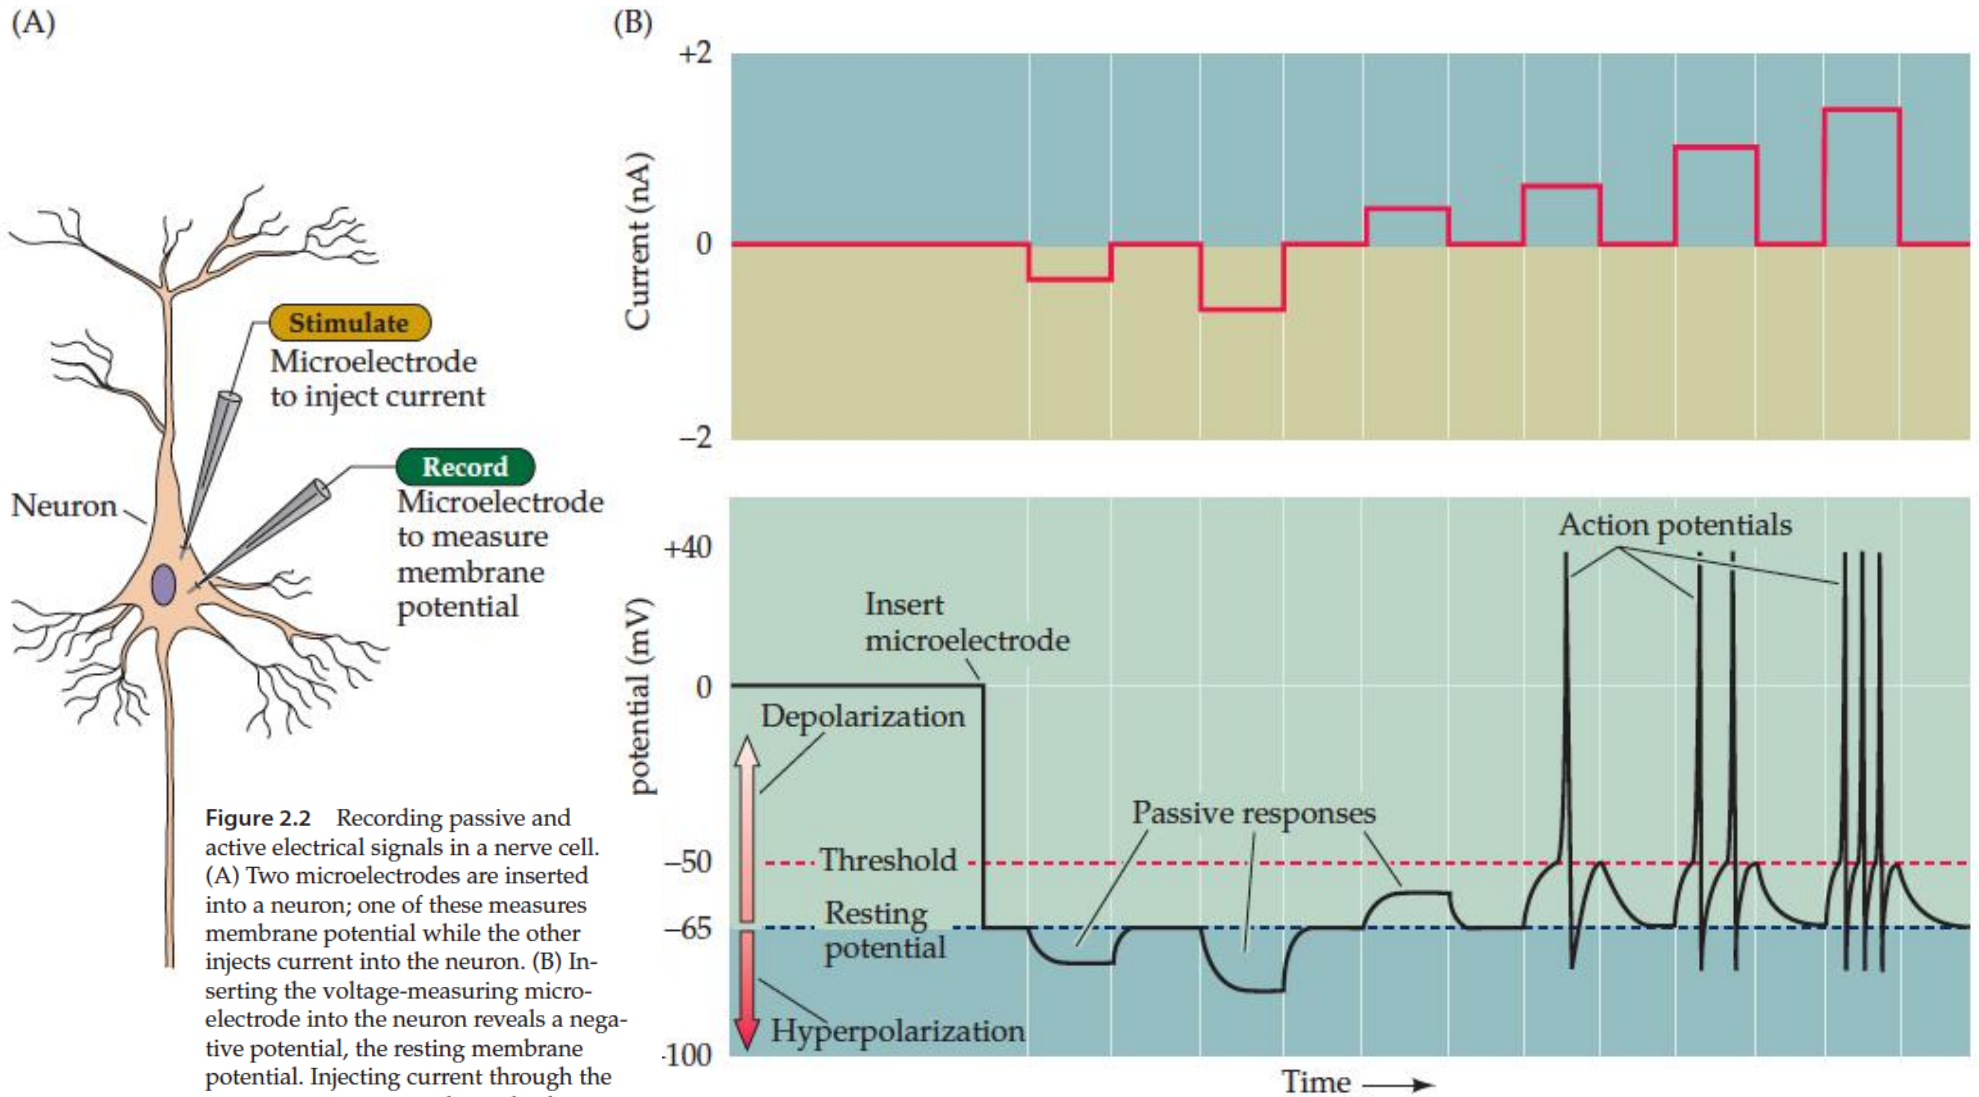 (A)
Stimulate
Microelectrode
to inject current
Record
Microelectrode
to measure
membrane
potential
Neuron
Figure 2.2 Recording passive and
active electrical signals in a nerve cell.
(A) Two microelectrodes are inserted
into a neuron; one of these measures
membrane potential while the other
injects current into the neuron. (B) In-
serting the voltage-measuring micro-
electrode into the neuron reveals a nega-
tive potential, the resting membrane
potential. Injecting current through the
(B)
Current (nA)
+2
0
−2
potential (mV)
+40
0
−50
−65
-100
Insert
microelectrode
Depolarization
Action potentials
Passive responses
Threshold
Resting
potential
Hyperpolarization
Time